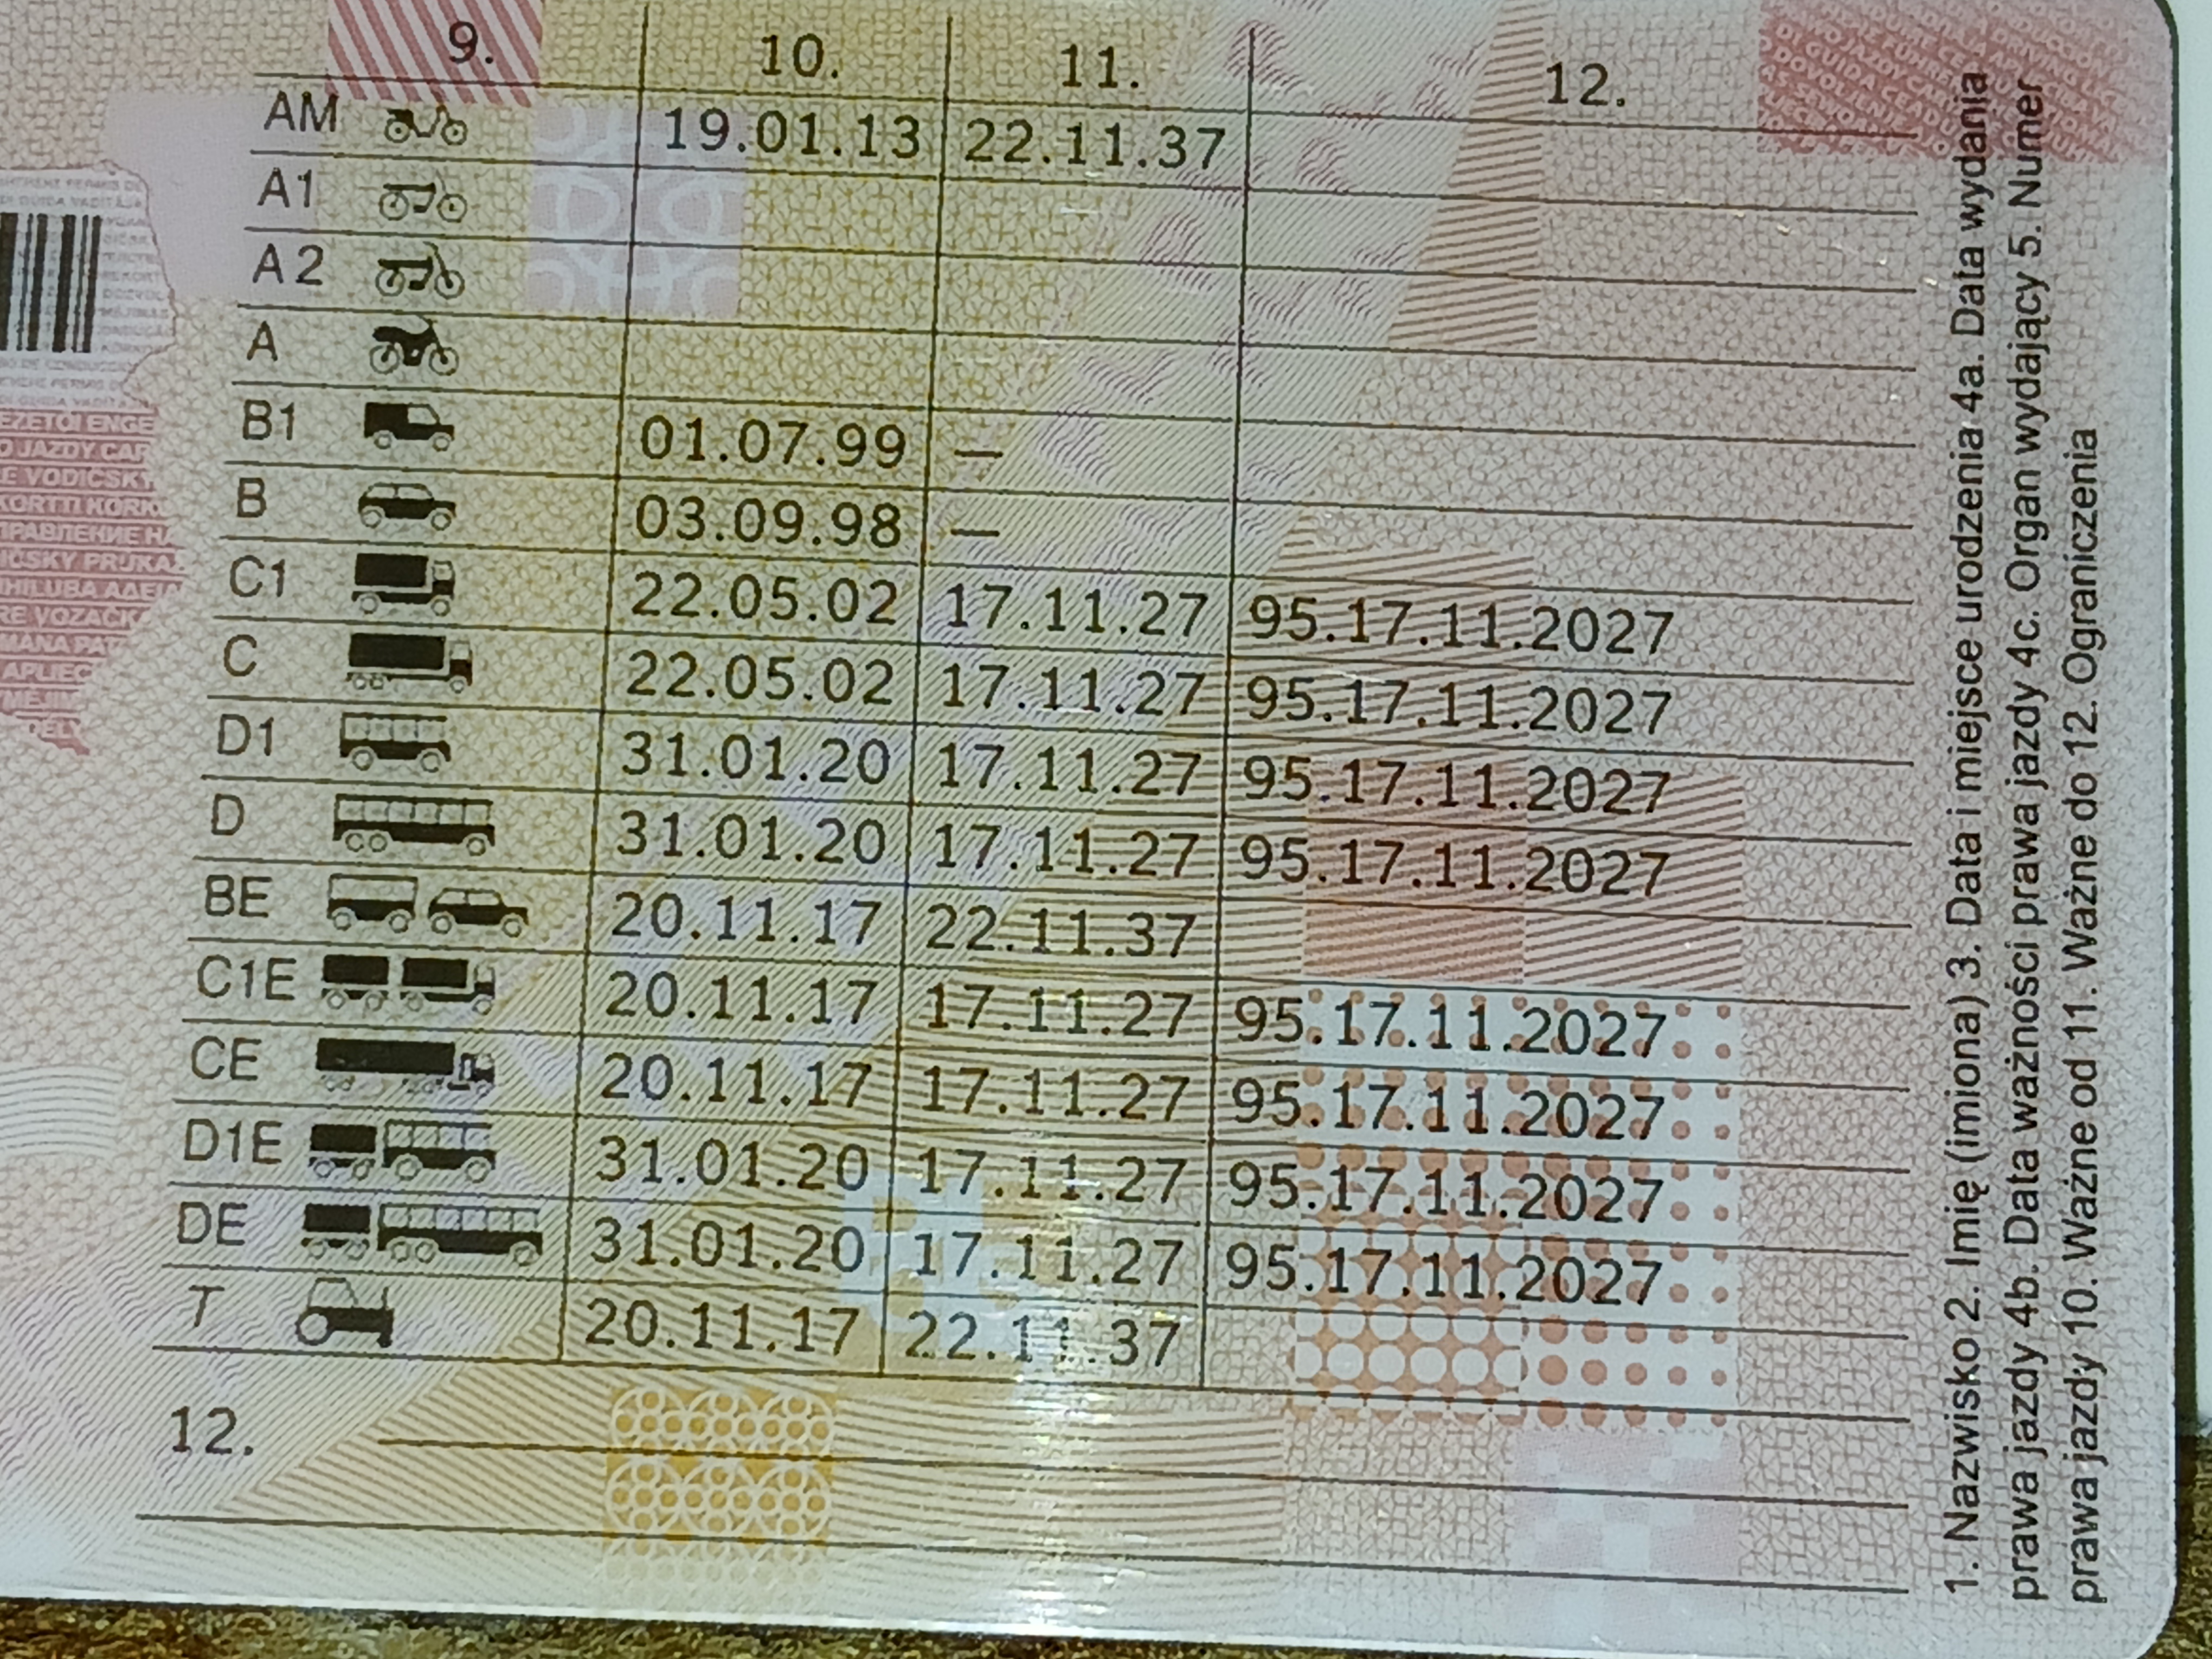 9. 10. 11. 12.
AM 19.01.13 22.11.37
A1
A2
A
B1 01.07.99 —
B 03.09.98 —
C1 22.05.02 17.11.27 95.17.11.2027
C 22.05.02 17.11.27 95.17.11.2027
D1 31.01.20 17.11.27 95.17.11.2027
D 31.01.20 17.11.27 95.17.11.2027
BE 20.11.17 22.11.37
C1E 20.11.17 17.11.27 95.17.11.2027
CE 20.11.17 17.11.27 95.17.11.2027
D1E 31.01.20 17.11.27 95.17.11.2027
DE 31.01.20 17.11.27 95.17.11.2027
T 20.11.17 22.11.37
12.
1. Nazwisko 2. Imię (imiona) 3. Data i miejsce urodzenia 4a. Data wydania
prawa jazdy 4b. Data ważności prawa jazdy 4c. Organ wydający 5. Numer
prawa jazdy 10. Ważne od 11. Ważne do 12. Ograniczenia